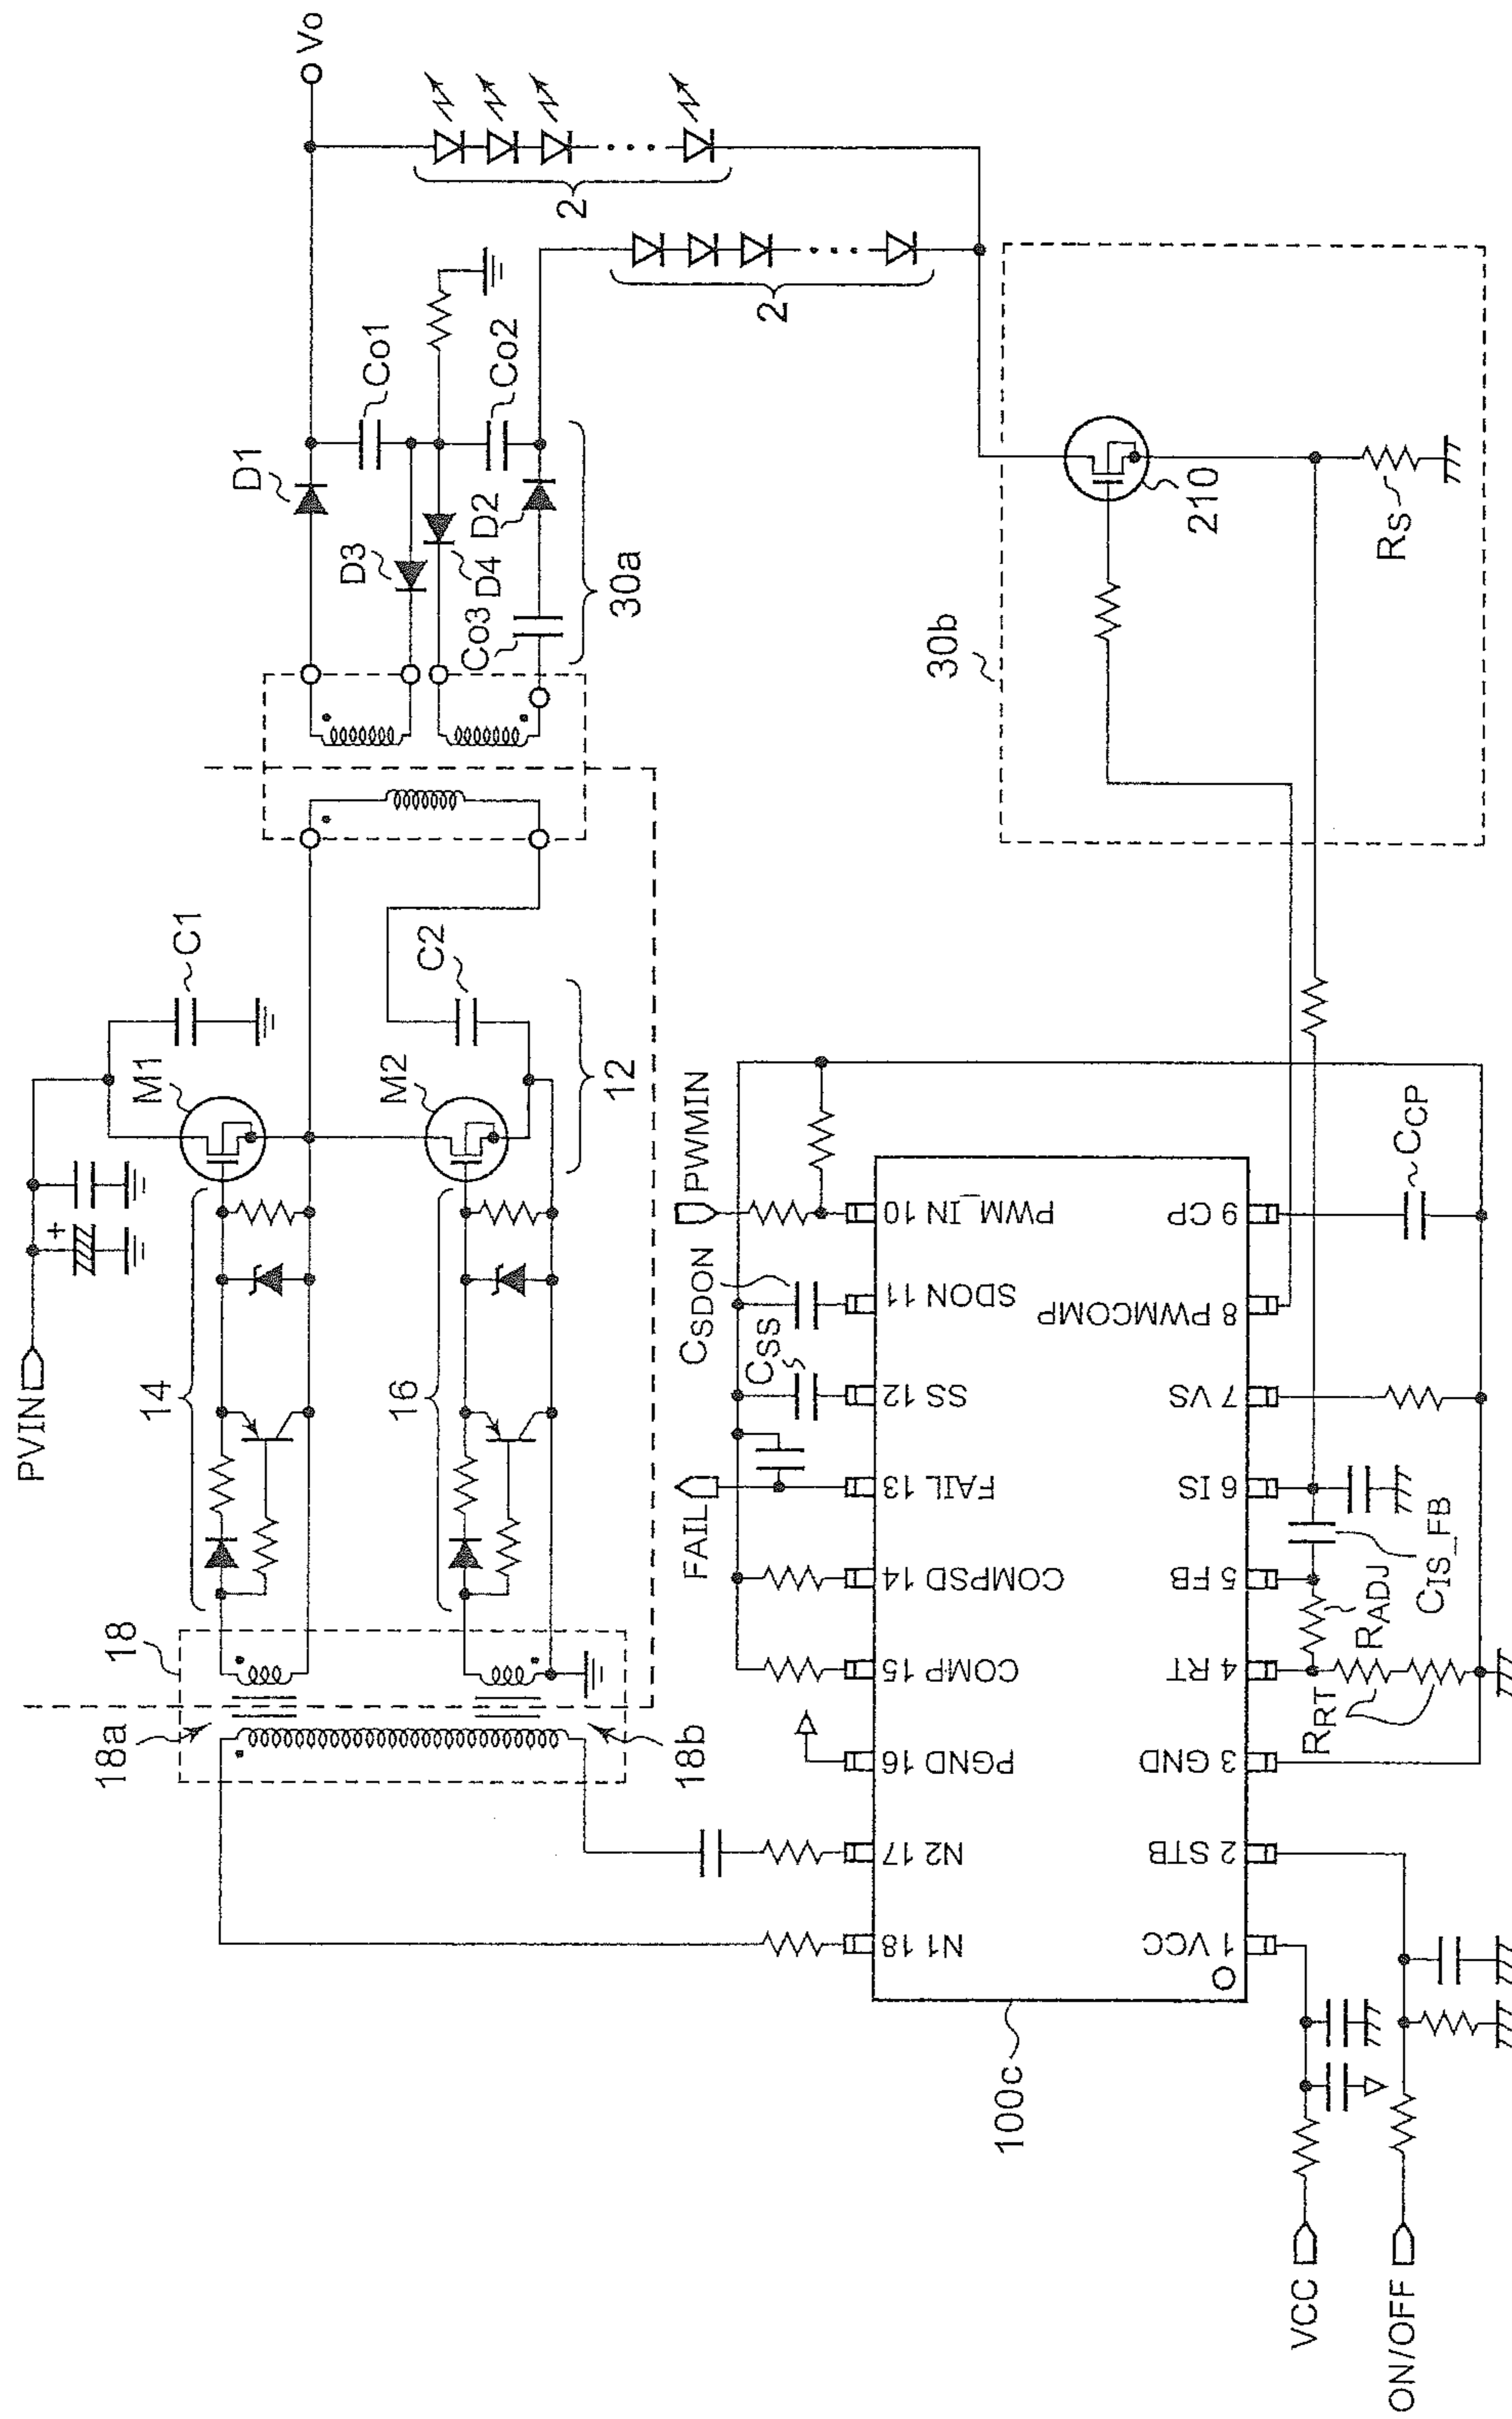 PVIN
+
C1
M1
14
M2
C2
12
16
18
18a
18b
D1
Co1
D3
D4
D2
Co2
Co3
30a
Vo
2
2
30b
210
RS
PWMIN
CSDON
CSS
FAIL
N1 18
N2 17
PGND 16
COMP 15
COMPSD 14
FAIL 13
SS 12
SDON 11
PWM_IN 10
1 VCC
2 STB
3 GND
4 RT
5 FB
6 IS
7 VS
8 PWMCOMP
9 CP
100c
RRT
RADJ
CIS_FB
CCP
VCC
ON/OFF